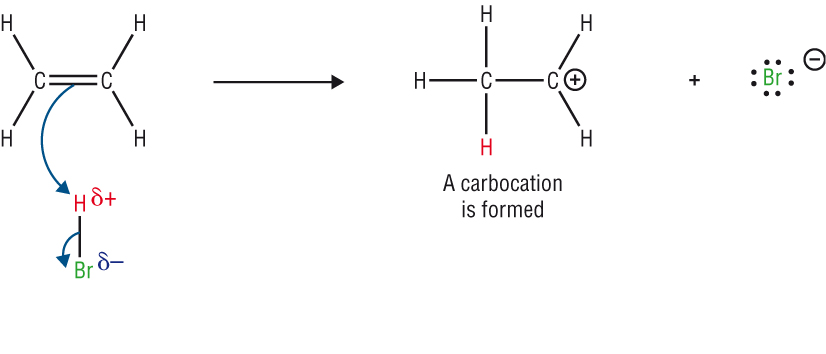 H H H H
C C H C C ⊕ + Br ⊖
H H H H
H δ+ A carbocation
is formed
Br δ−